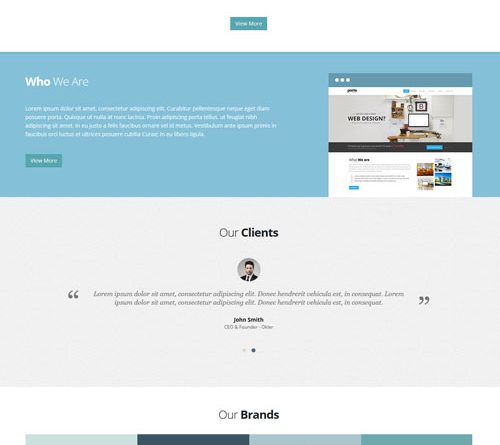 View More
Who We Are
Lorem ipsum dolor sit amet, consectetur adipiscing elit. Curabitur pellentesque neque eget diam
posuere porta. Quisque ut nulla at nunc lacinia. Proin adipiscing porta tellus, ut feugiat nibh
adipiscing sit amet. In eu justo a felis faucibus ornare vel id metus. Vestibulum ante ipsum primis in
faucibus orci luctus et ultrices posuere cubilia Curae; In eu libero ligula.
View More
porto
WEB DESIGN?
Who We are
Our Clients
“ Lorem ipsum dolor sit amet, consectetur adipiscing elit. Donec hendrerit vehicula est, in consequat. Lorem
ipsum dolor sit amet, consectetur adipiscing elit. Donec hendrerit vehicula est, in consequat. ”
John Smith
CEO & Founder - Okler
Our Brands